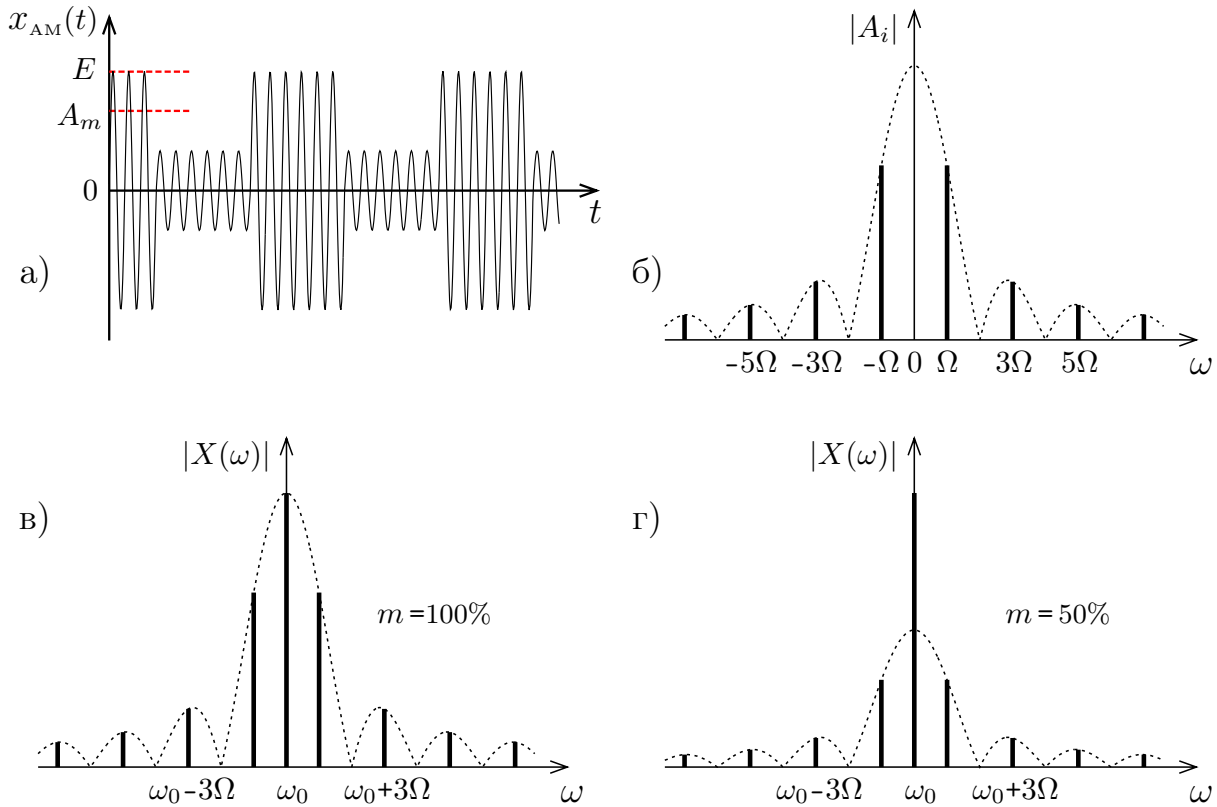 x_AM(t)
E
A_m
0
t
а)
|A_i|
б)
-5Ω -3Ω -Ω 0 Ω 3Ω 5Ω
ω
|X(ω)|
в)
m=100%
ω₀-3Ω ω₀ ω₀+3Ω
ω
|X(ω)|
г)
m=50%
ω₀-3Ω ω₀ ω₀+3Ω
ω